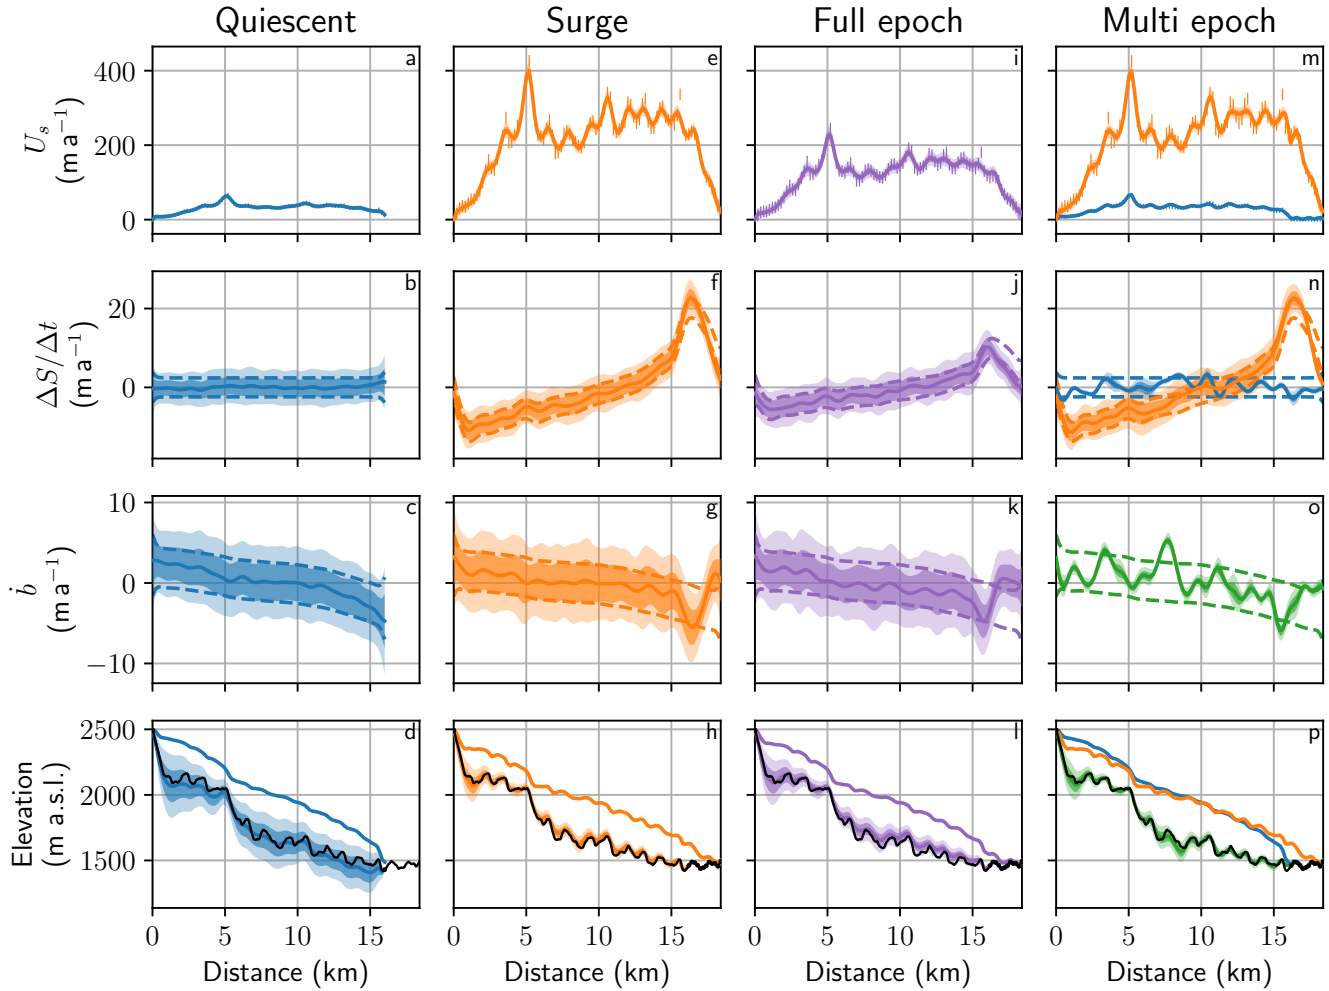 Quiescent Surge Full epoch Multi epoch
U_s
(m a⁻¹)
400
200
0
a e i m
ΔS/Δt
(m a⁻¹)
20
0
b f j n
ḃ
(m a⁻¹)
10
0
−10
c g k o
Elevation
(m a.s.l.)
2500
2000
1500
d h l p
0 5 10 15 0 5 10 15 0 5 10 15 0 5 10 15
Distance (km) Distance (km) Distance (km) Distance (km)